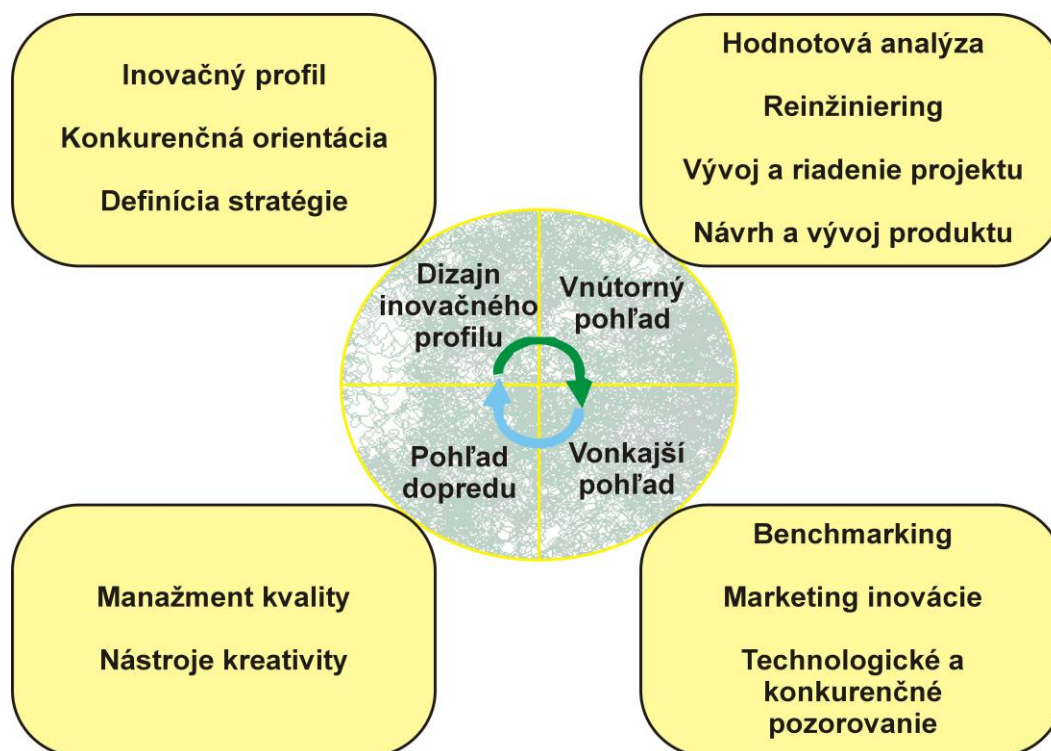 Inovačný profil
Konkurenčná orientácia
Definícia stratégie
Hodnotová analýza
Reinžiniering
Vývoj a riadenie projektu
Návrh a vývoj produktu
Dizajn
inovačného
profilu
Vnútorný
pohľad
Pohľad
dopredu
Vonkajší
pohľad
Manažment kvality
Nástroje kreativity
Benchmarking
Marketing inovácie
Technologické a
konkurenčné
pozorovanie